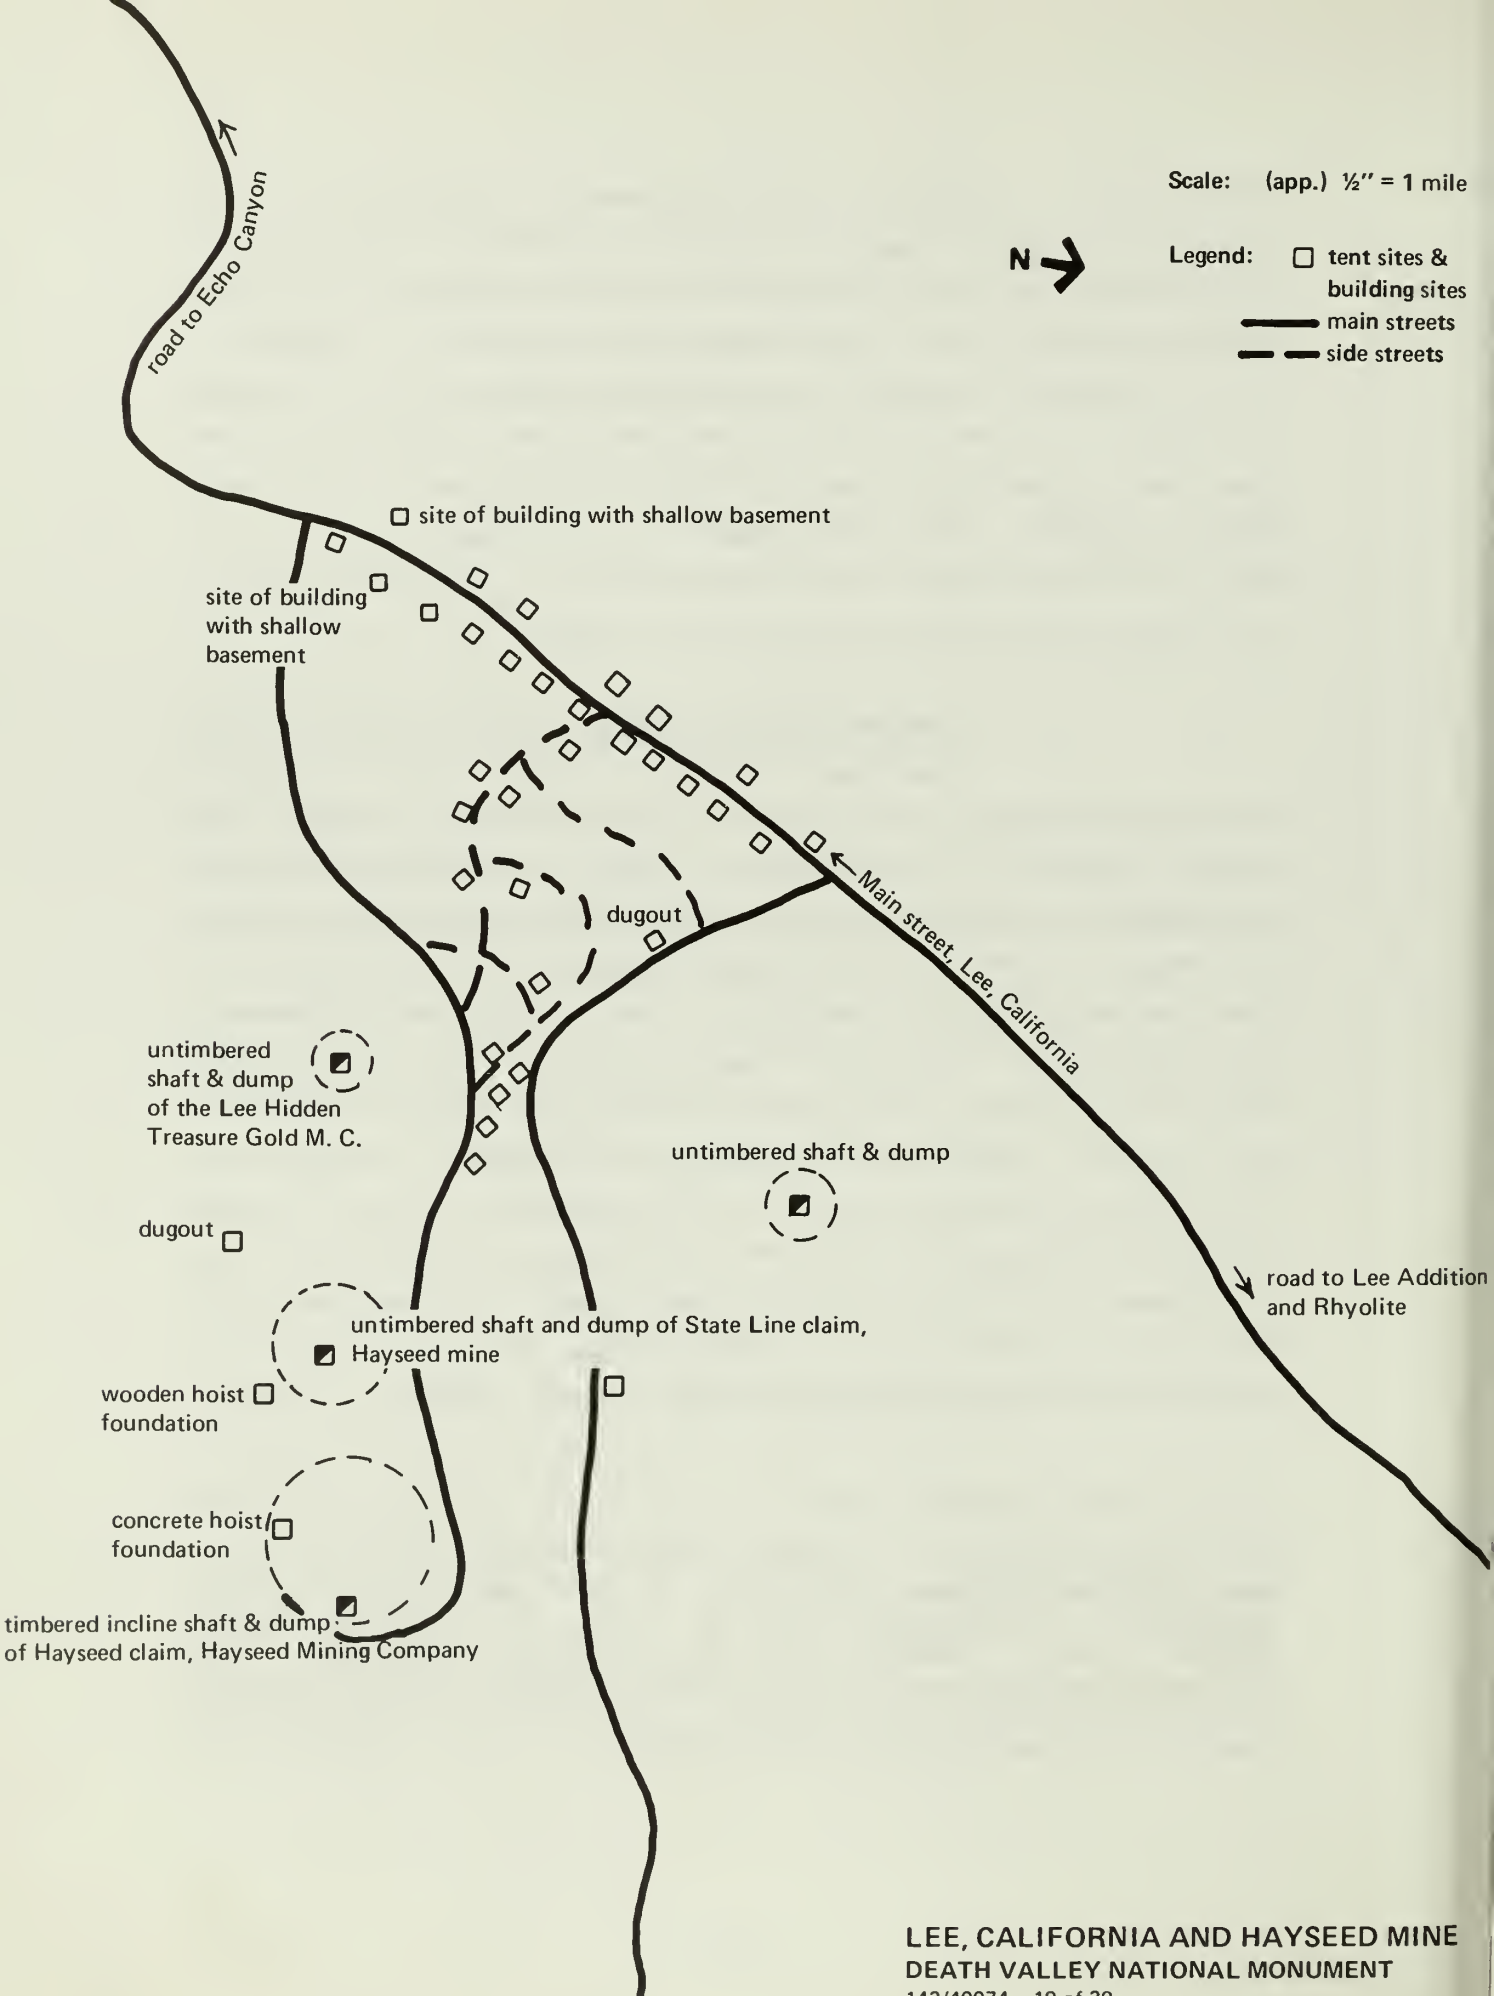 road to Echo Canyon
Scale: (app.) ½" = 1 mile
N
Legend: tent sites &
building sites
main streets
side streets
site of building with shallow basement
site of building
with shallow
basement
dugout
Main street, Lee, California
untimbered
shaft & dump
of the Lee Hidden
Treasure Gold M. C.
untimbered shaft & dump
dugout
road to Lee Addition
and Rhyolite
untimbered shaft and dump of State Line claim,
Hayseed mine
wooden hoist
foundation
concrete hoist
foundation
timbered incline shaft & dump
of Hayseed claim, Hayseed Mining Company
LEE, CALIFORNIA AND HAYSEED MINE
DEATH VALLEY NATIONAL MONUMENT